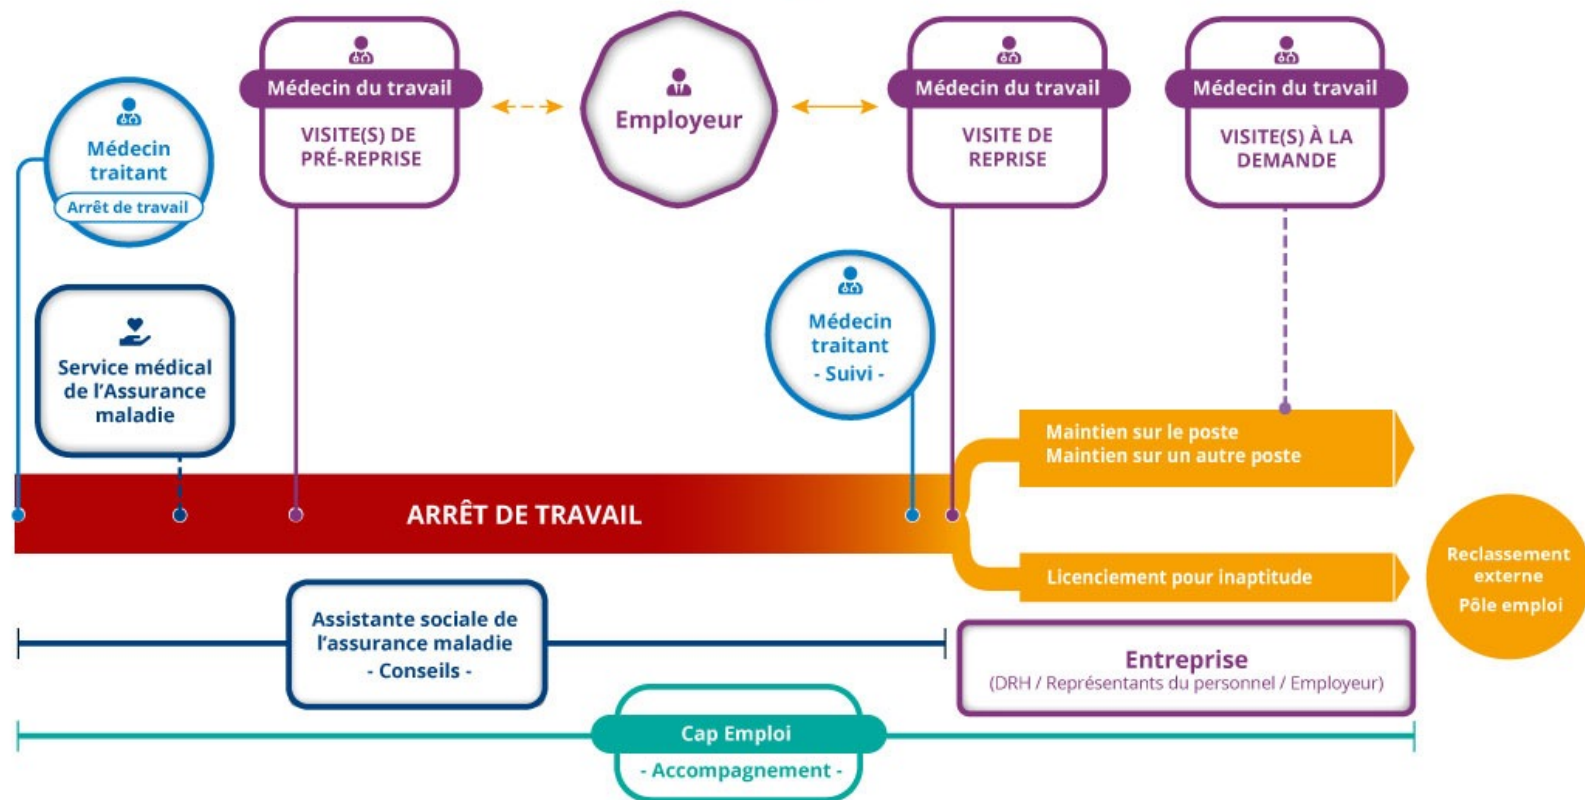 Médecin
traitant
Arrêt de travail
Médecin du travail
VISITE(S) DE
PRÉ-REPRISE
Employeur
Médecin du travail
VISITE DE
REPRISE
Médecin du travail
VISITE(S) À LA
DEMANDE
Service médical
de l'Assurance
maladie
Médecin
traitant
- Suivi -
ARRÊT DE TRAVAIL
Maintien sur le poste
Maintien sur un autre poste
Licenciement pour inaptitude
Reclassement
externe
Pôle emploi
Assistante sociale de
l'assurance maladie
- Conseils -
Entreprise
(DRH / Représentants du personnel / Employeur)
Cap Emploi
- Accompagnement -